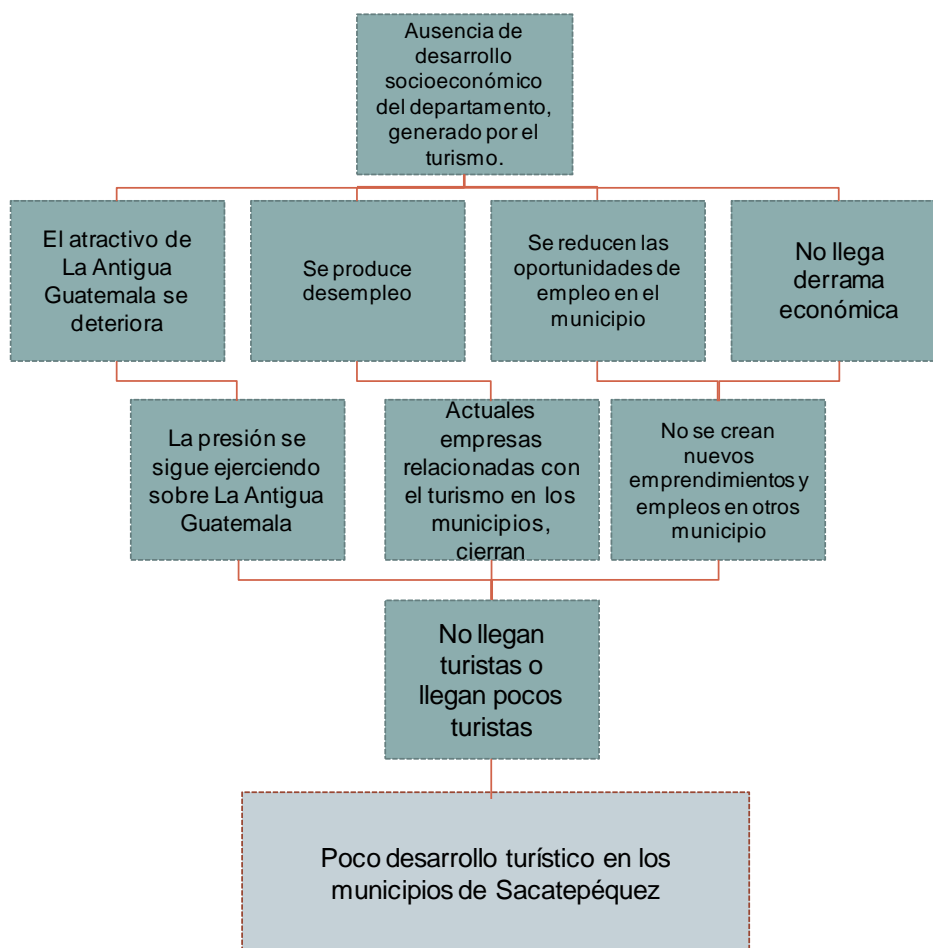 Ausencia de
desarrollo
socioeconómico
del departamento,
generado por el
turismo.
El atractivo de
La Antigua
Guatemala se
deteriora
Se produce
desempleo
Se reducen las
oportunidades de
empleo en el
municipio
No llega
derrama
económica
La presión se
sigue ejerciendo
sobre La Antigua
Guatemala
Actuales
empresas
relacionadas con
el turismo en los
municipios,
cierran
No se crean
nuevos
emprendimientos y
empleos en otros
municipio
No llegan
turistas o
llegan pocos
turistas
Poco desarrollo turístico en los
municipios de Sacatepéquez